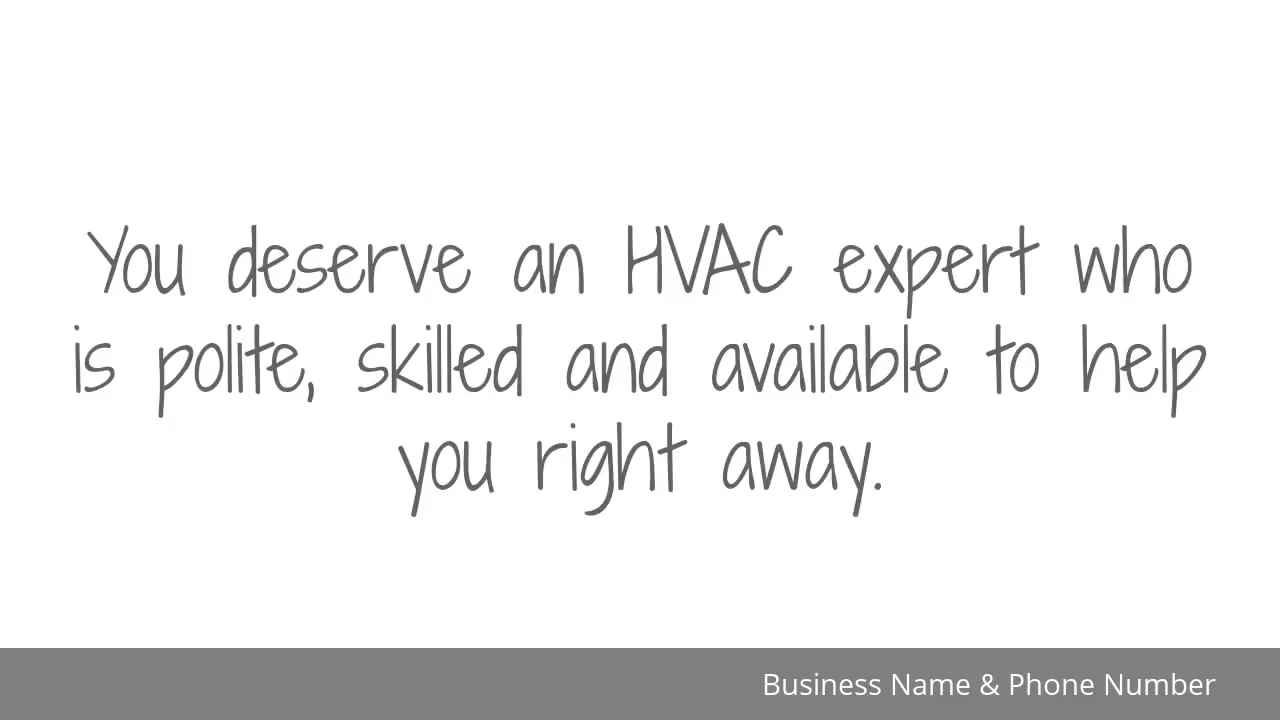 You deserve an HVAC expert who
is polite, skilled and available to help
you right away.
Business Name & Phone Number